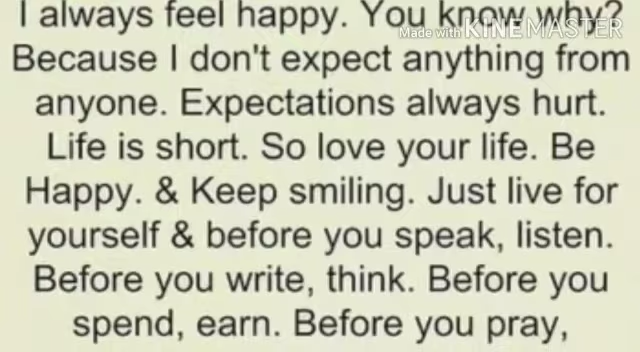 I always feel happy. You know why?
Made with KINEMASTER
Because I don't expect anything from
anyone. Expectations always hurt.
Life is short. So love your life. Be
Happy. & Keep smiling. Just live for
yourself & before you speak, listen.
Before you write, think. Before you
spend, earn. Before you pray,